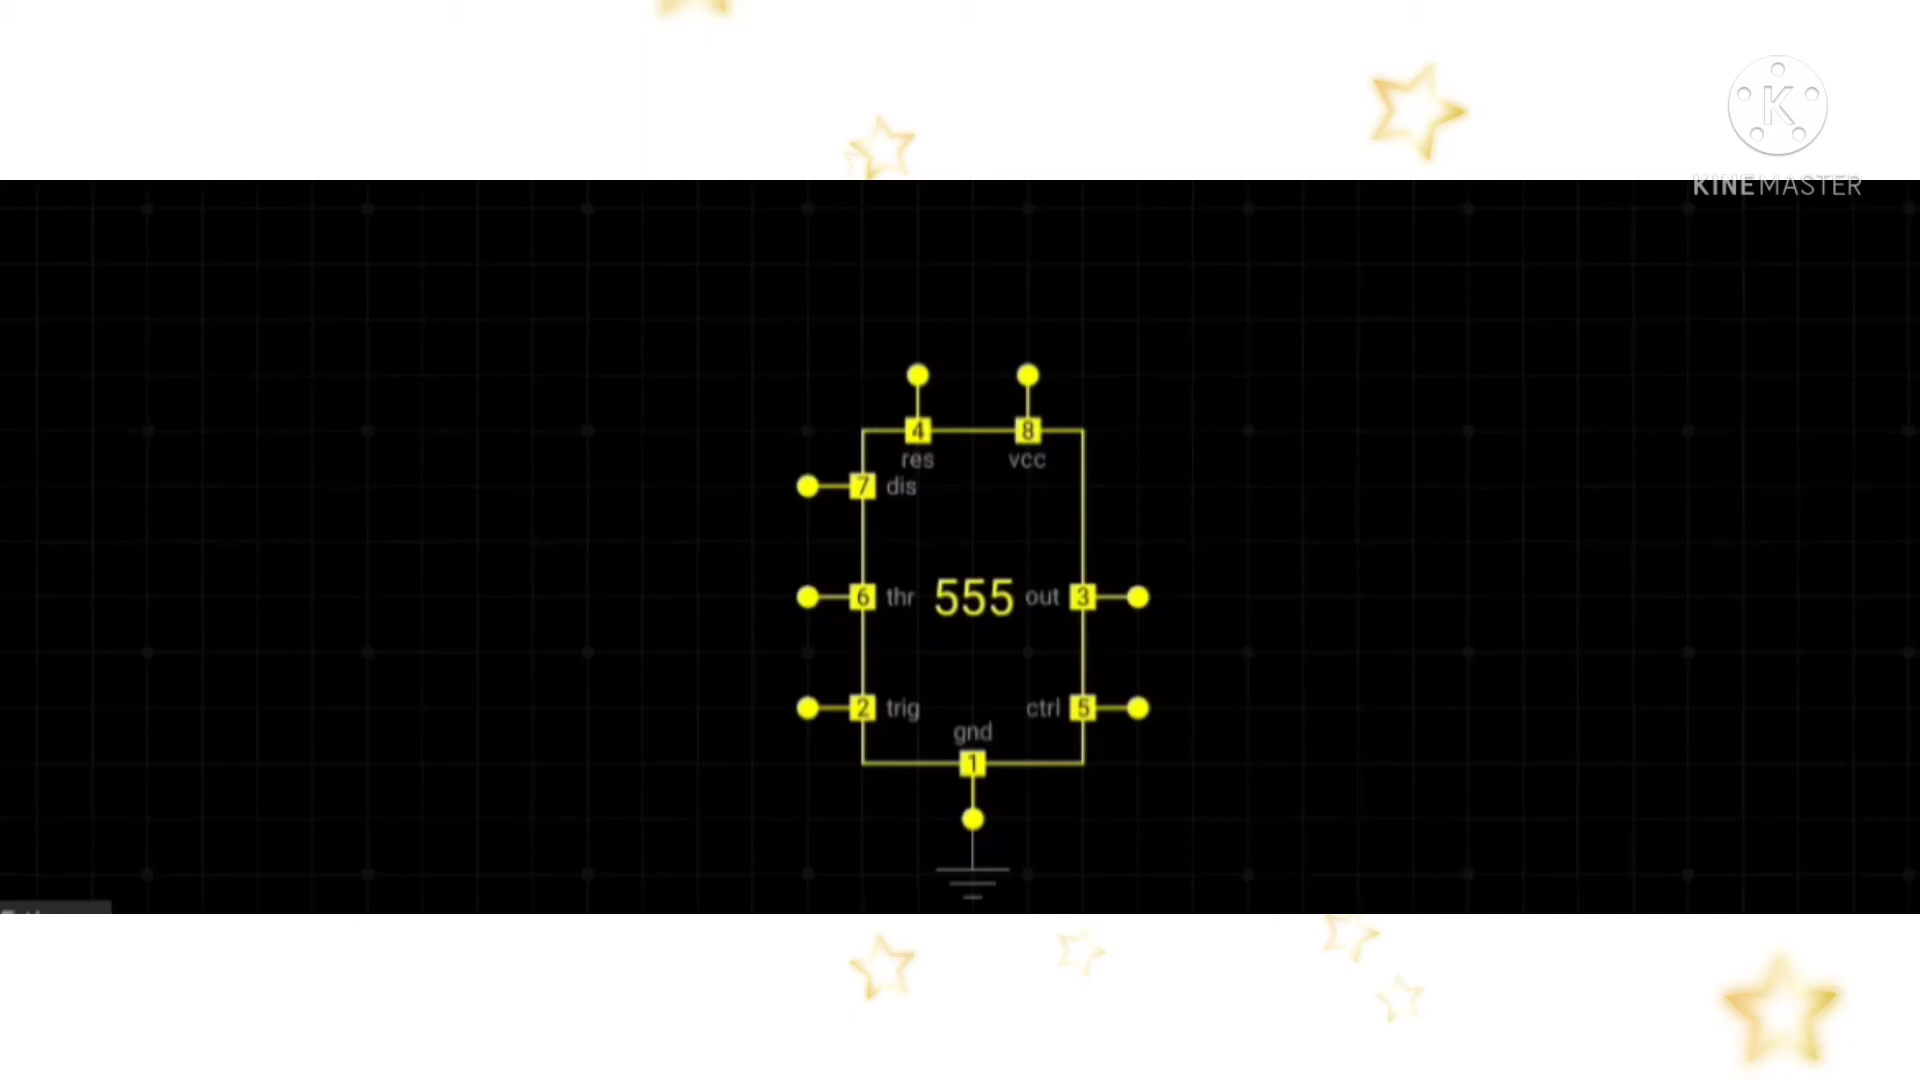 K
KINEMASTER
4 8
res vcc
7 dis
6 thr 555 out 3
2 trig ctrl 5
gnd
1